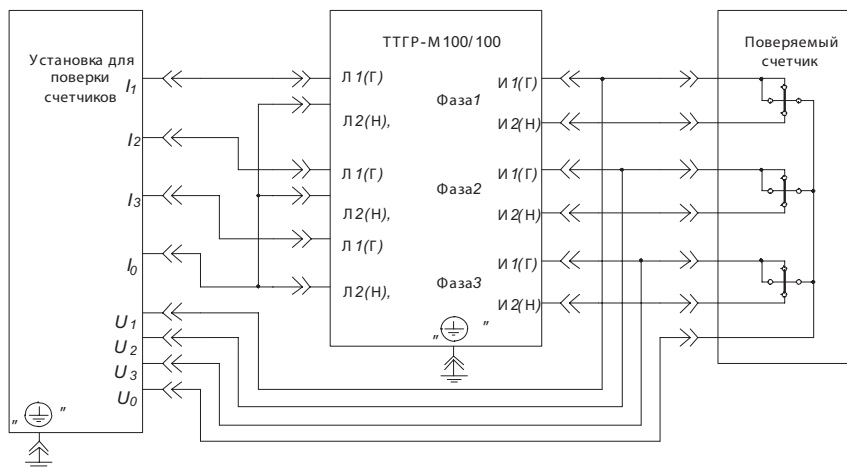 Установка для
поверки
счетчиков
I1
I2
I3
I0
U1
U2
U3
U0
„ ”
ТТГР-М100/100
Л1(Г)
Л2(Н),
Фаза1
И1(Г)
И2(Н)
Л1(Г)
Л2(Н),
Фаза2
И1(Г)
И2(Н)
Л1(Г)
Л2(Н),
Фаза3
И1(Г)
И2(Н)
„ ”
Поверяемый
счетчик